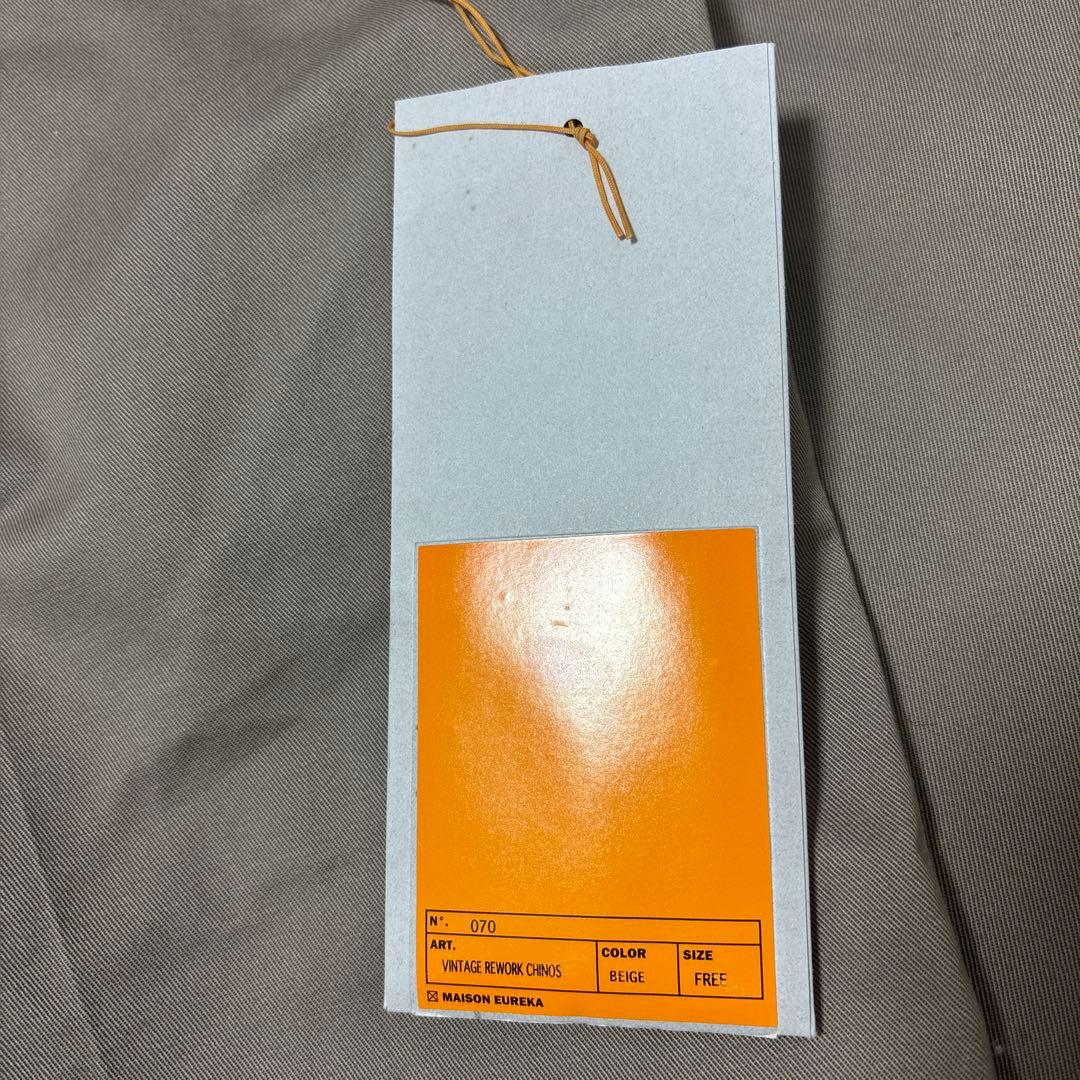 N°. 070
ART. COLOR SIZE
VINTAGE REWORK CHINOS BEIGE FREE
MAISON EUREKA